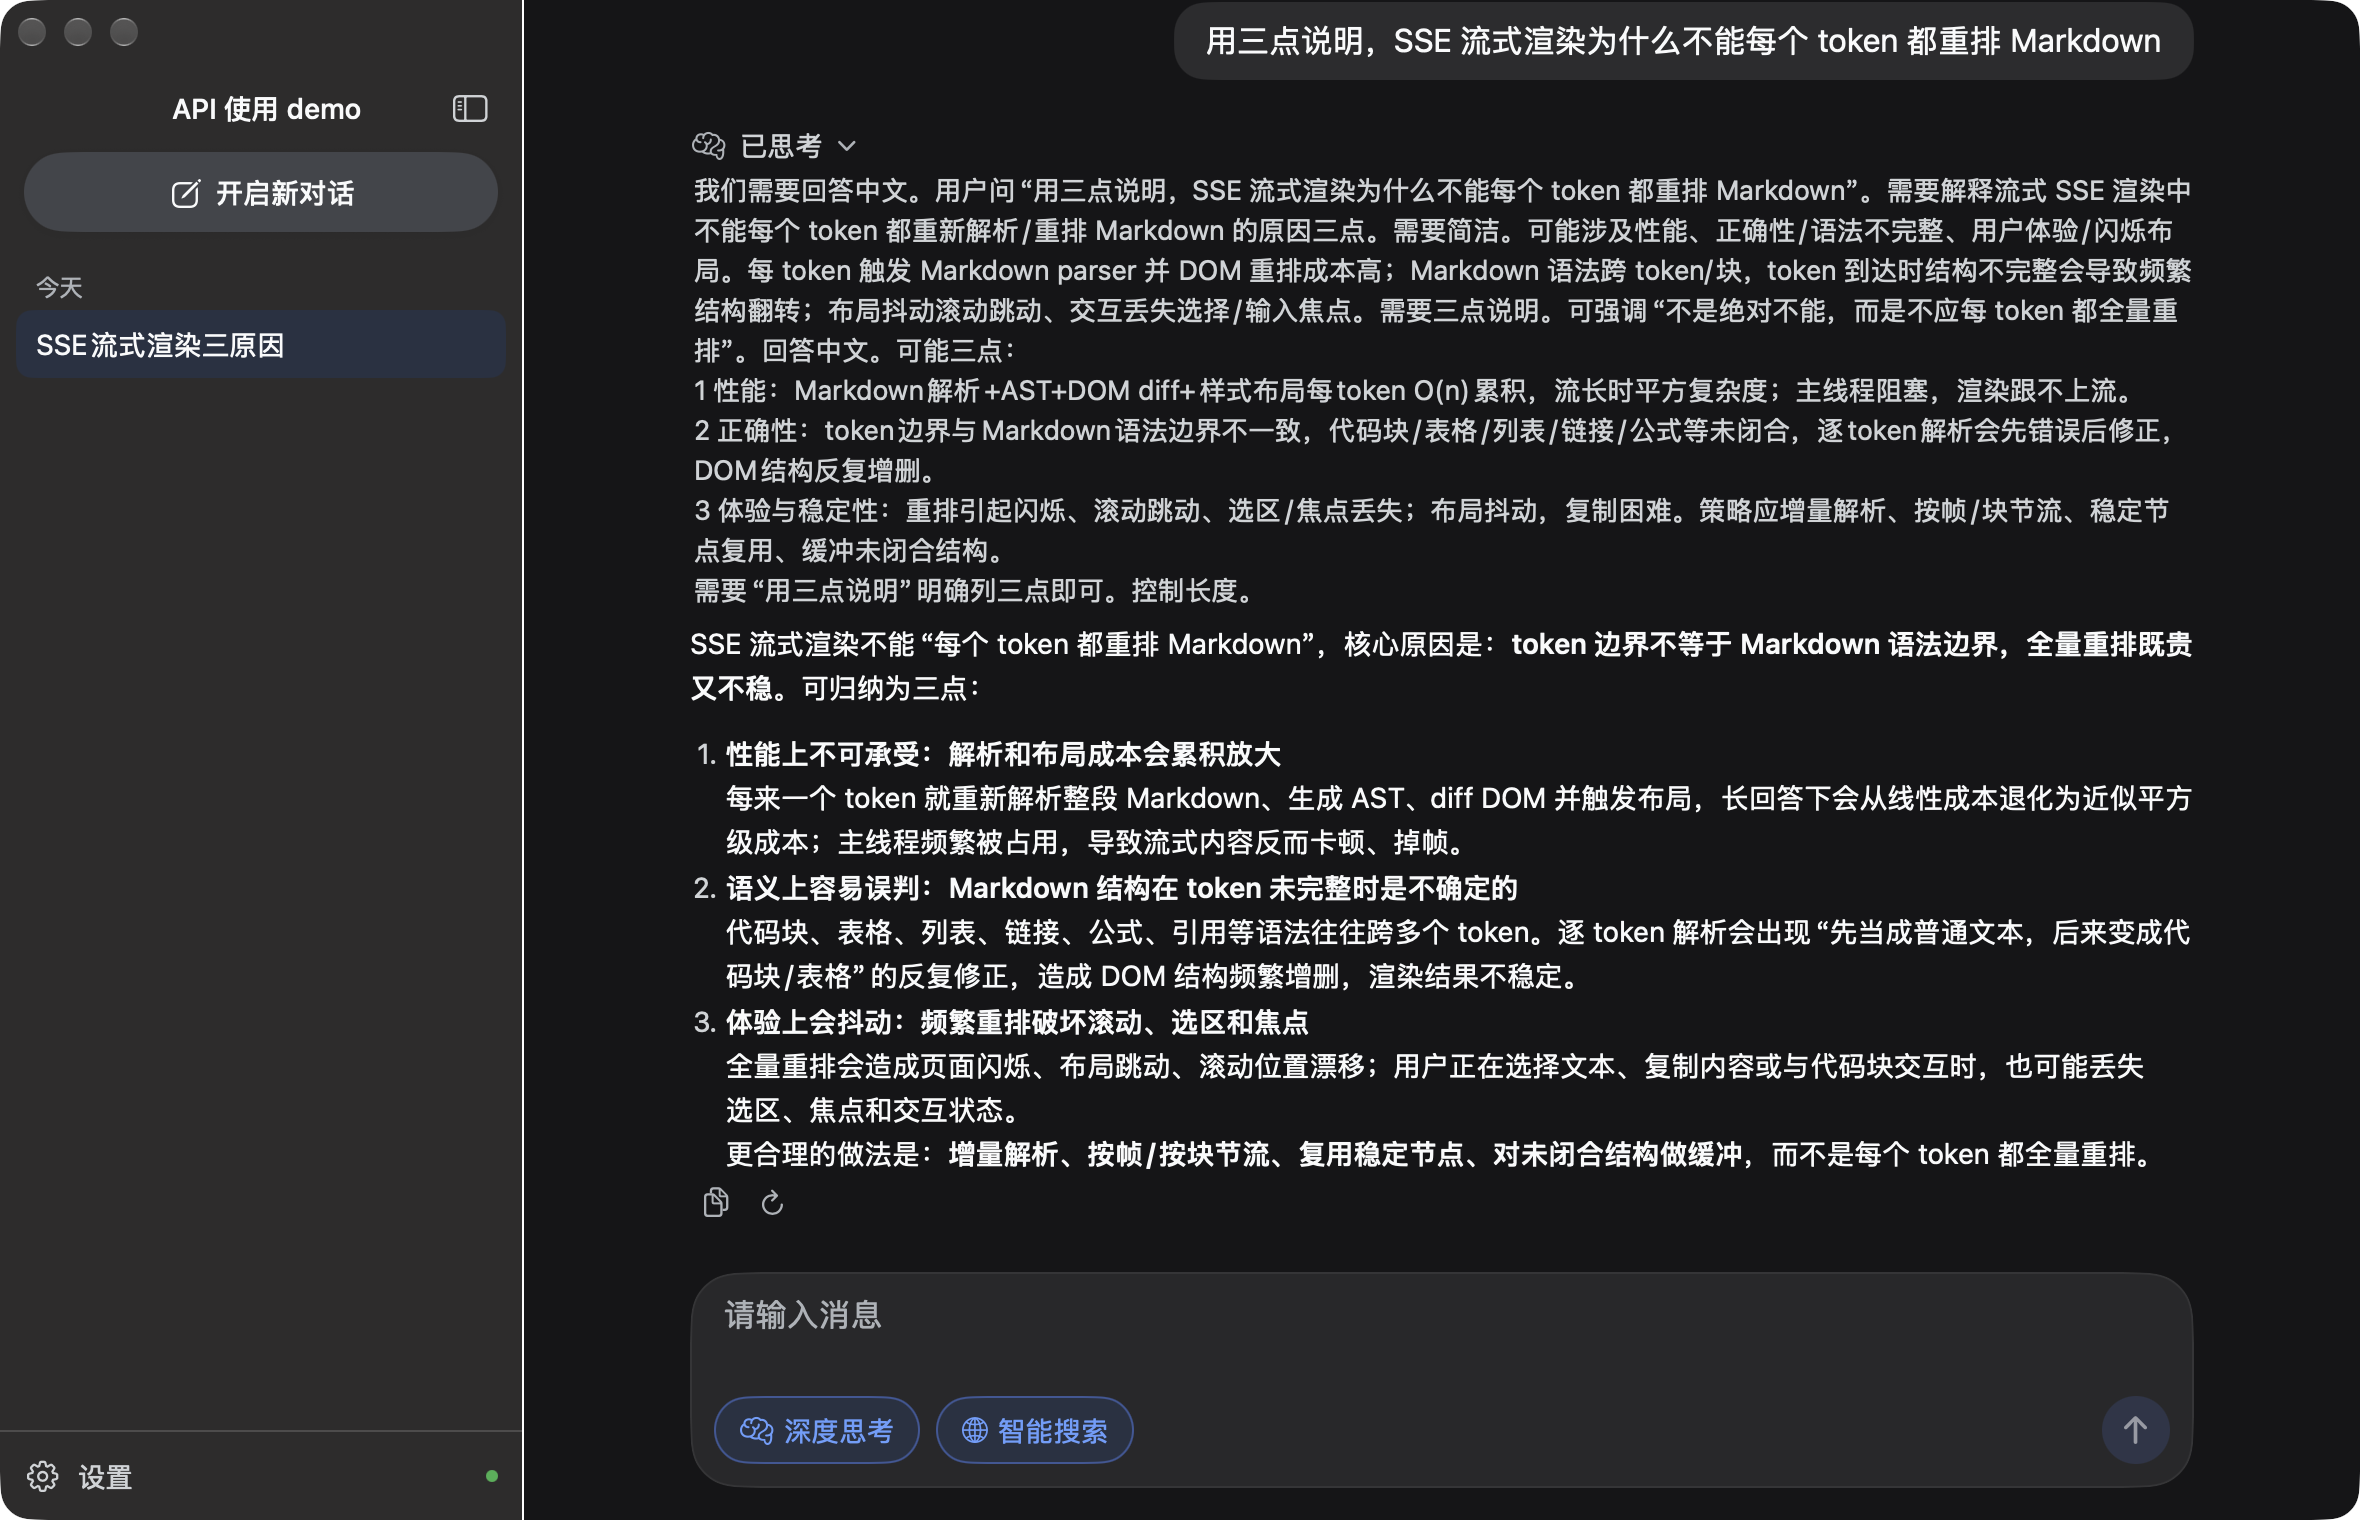 API 使用 demo
开启新对话
今天
SSE流式渲染三原因
设置
用三点说明，SSE 流式渲染为什么不能每个 token 都重排 Markdown
已思考
我们需要回答中文。用户问“用三点说明，SSE 流式渲染为什么不能每个 token 都重排 Markdown”。需要解释流式 SSE 渲染中
不能每个 token 都重新解析/重排 Markdown 的原因三点。需要简洁。可能涉及性能、正确性/语法不完整、用户体验/闪烁布
局。每 token 触发 Markdown parser 并 DOM 重排成本高；Markdown 语法跨 token/块，token 到达时结构不完整会导致频繁
结构翻转；布局抖动滚动跳动、交互丢失选择/输入焦点。需要三点说明。可强调“不是绝对不能，而是不应每 token 都全量重
排”。回答中文。可能三点：
1 性能：Markdown解析+AST+DOM diff+样式布局每token O(n)累积，流长时平方复杂度；主线程阻塞，渲染跟不上流。
2 正确性：token边界与Markdown语法边界不一致，代码块/表格/列表/链接/公式等未闭合，逐token解析会先错误后修正，
DOM结构反复增删。
3 体验与稳定性：重排引起闪烁、滚动跳动、选区/焦点丢失；布局抖动，复制困难。策略应增量解析、按帧/块节流、稳定节
点复用、缓冲未闭合结构。
需要“用三点说明”明确列三点即可。控制长度。
SSE 流式渲染不能“每个 token 都重排 Markdown”，核心原因是：token 边界不等于 Markdown 语法边界，全量重排既贵
又不稳。可归纳为三点：
1. 性能上不可承受：解析和布局成本会累积放大
每来一个 token 就重新解析整段 Markdown、生成 AST、diff DOM 并触发布局，长回答下会从线性成本退化为近似平方
级成本；主线程频繁被占用，导致流式内容反而卡顿、掉帧。
2. 语义上容易误判：Markdown 结构在 token 未完整时是不确定的
代码块、表格、列表、链接、公式、引用等语法往往跨多个 token。逐 token 解析会出现“先当成普通文本，后来变成代
码块/表格”的反复修正，造成 DOM 结构频繁增删，渲染结果不稳定。
3. 体验上会抖动：频繁重排破坏滚动、选区和焦点
全量重排会造成页面闪烁、布局跳动、滚动位置漂移；用户正在选择文本、复制内容或与代码块交互时，也可能丢失
选区、焦点和交互状态。
更合理的做法是：增量解析、按帧/按块节流、复用稳定节点、对未闭合结构做缓冲，而不是每个 token 都全量重排。
请输入消息
深度思考
智能搜索